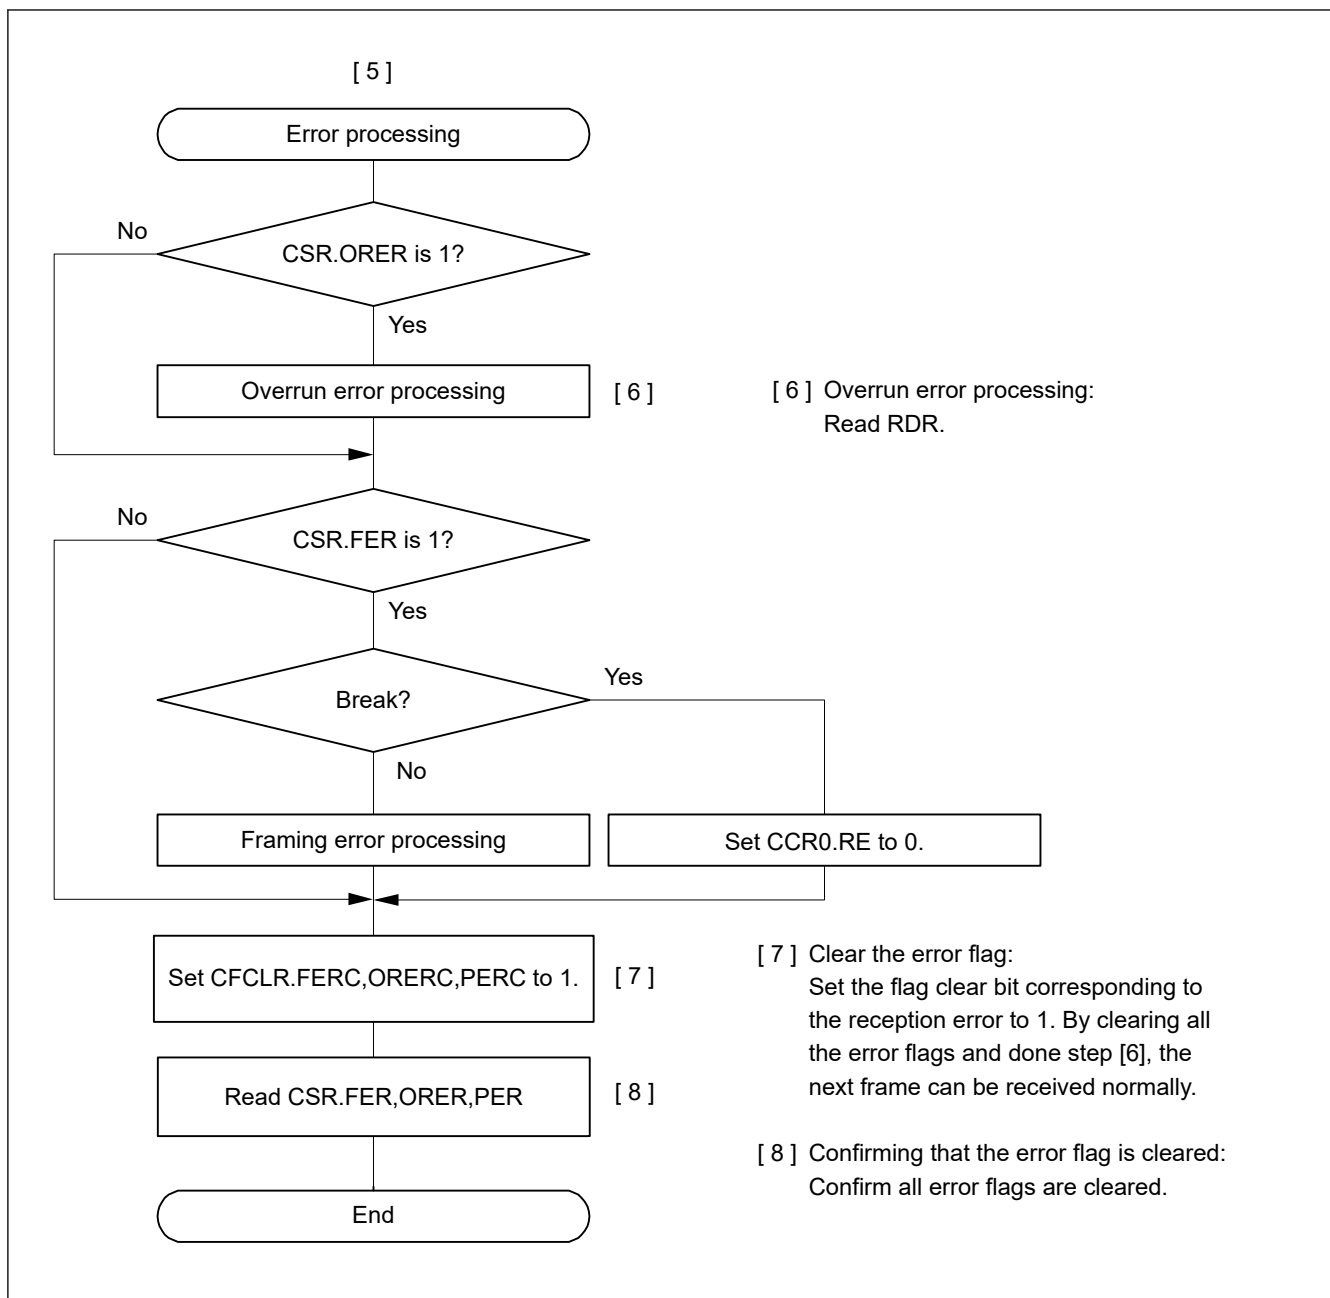 [ 5 ]
Error processing
No
CSR.ORER is 1?
Yes
Overrun error processing
[ 6 ]
[ 6 ] Overrun error processing:
Read RDR.
No
CSR.FER is 1?
Yes
Break?
Yes
No
Framing error processing
Set CCR0.RE to 0.
Set CFCLR.FERC,ORERC,PERC to 1.
[ 7 ]
[ 7 ] Clear the error flag:
Set the flag clear bit corresponding to
the reception error to 1. By clearing all
the error flags and done step [6], the
next frame can be received normally.
Read CSR.FER,ORER,PER
[ 8 ]
[ 8 ] Confirming that the error flag is cleared:
Confirm all error flags are cleared.
End